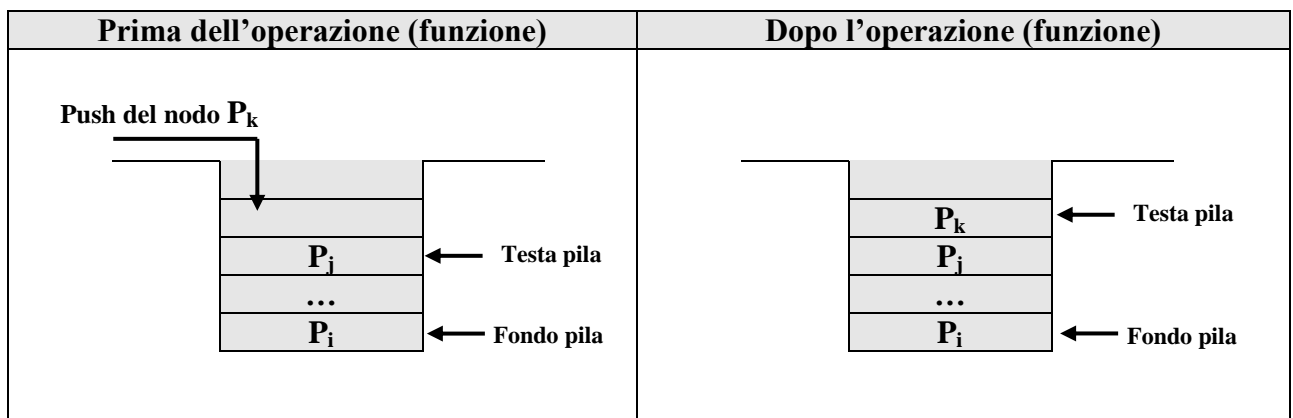 Prima dell’operazione (funzione)
Dopo l’operazione (funzione)
Push del nodo Pk
Pj
Testa pila
…
Pi
Fondo pila
Pk
Testa pila
Pj
…
Pi
Fondo pila